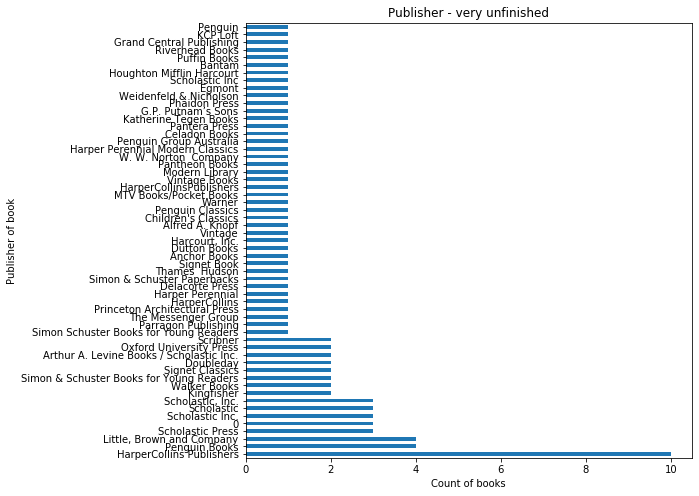 Publisher - very unfinished
Penguin
KCP Loft
Grand Central Publishing
Riverhead Books
Puffin Books
Bantam
Houghton Mifflin Harcourt
Scholastic Inc
Egmont
Weidenfeld & Nicholson
Phaidon Press
G.P. Putnam's Sons
Katherine Tegen Books
Pantera Press
Celadon Books
Penguin Group Australia
Harper Perennial Modern Classics
W. W. Norton  Company
Pantheon Books
Modern Library
Vintage Books
HarperCollinsPublishers
MTV Books/Pocket Books
Warner
Penguin Classics
Children's Classics
Alfred A. Knopf
Vintage
Harcourt, Inc.
Dutton Books
Anchor Books
Signet Book
Thames  Hudson
Simon & Schuster Paperbacks
Delacorte Press
Harper Perennial
HarperCollins
Princeton Architectural Press
The Messenger Group
Parragon Publishing
Simon Schuster Books for Young Readers
Scribner
Oxford University Press
Arthur A. Levine Books / Scholastic Inc.
Doubleday
Signet Classics
Simon & Schuster Books for Young Readers
Walker Books
Kingfisher
Scholastic, Inc.
Scholastic
Scholastic Inc.
0
Scholastic Press
Little, Brown and Company
Penguin Books
HarperCollins Publishers
Publisher of book
0 2 4 6 8 10
Count of books